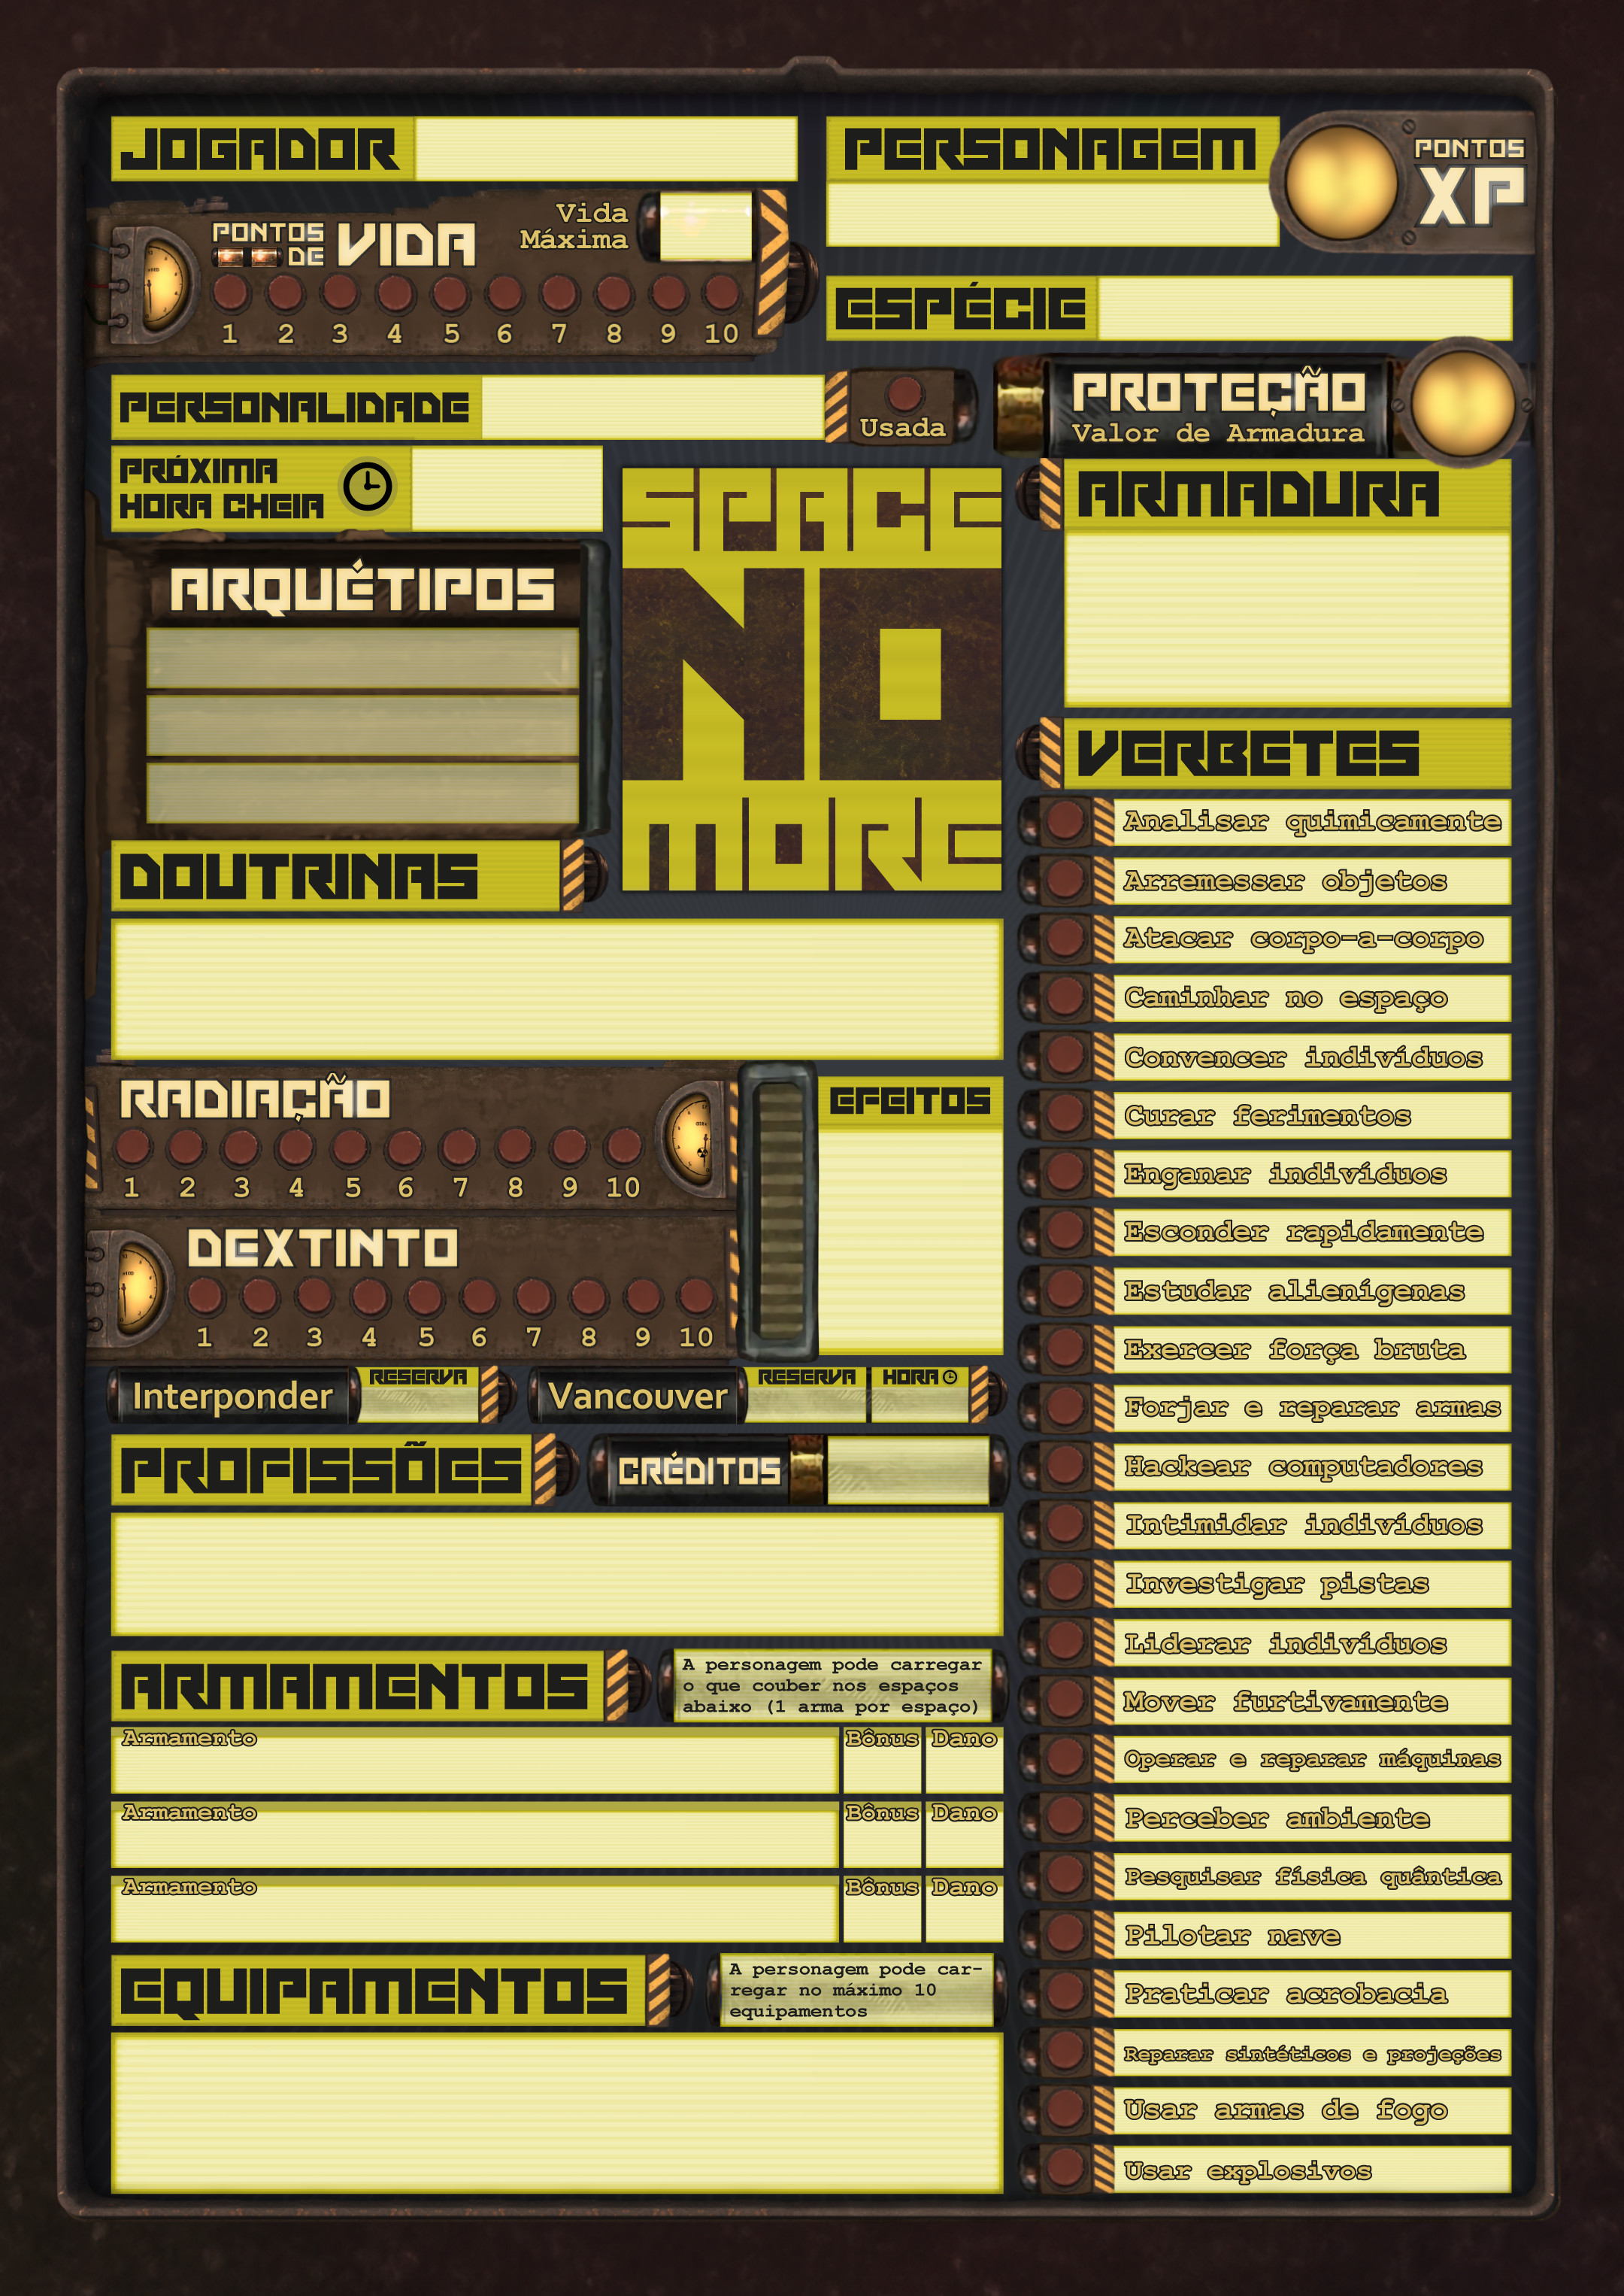 JOGADOR
PERSONAGEM
PONTOS
XP
PONTOS
DE
VIDA
Vida
Máxima
1 2 3 4 5 6 7 8 9 10
ESPÉCIE
PERSONALIDADE
Usada
PROTEÇÃO
Valor de Armadura
PRÓXIMA
HORA CHEIA
ARMADURA
ARQUÉTIPOS
SPACE
NO
MORE
DOUTRINAS
RADIAÇÃO
1 2 3 4 5 6 7 8 9 10
EFEITOS
DEXTINTO
1 2 3 4 5 6 7 8 9 10
Interponder
RESERVA
Vancouver
RESERVA
HORA
PROFISSÕES
CRÉDITOS
ARMAMENTOS
A personagem pode carregar
o que couber nos espaços
abaixo (1 arma por espaço)
Armamento Bônus Dano
Armamento Bônus Dano
Armamento Bônus Dano
EQUIPAMENTOS
A personagem pode car-
regar no máximo 10
equipamentos
VERBETES
Analisar quimicamente
Arremessar objetos
Atacar corpo-a-corpo
Caminhar no espaço
Convencer indivíduos
Curar ferimentos
Enganar indivíduos
Esconder rapidamente
Estudar alienígenas
Exercer força bruta
Forjar e reparar armas
Hackear computadores
Intimidar indivíduos
Investigar pistas
Liderar indivíduos
Mover furtivamente
Operar e reparar máquinas
Perceber ambiente
Pesquisar física quântica
Pilotar nave
Praticar acrobacia
Reparar sintéticos e projeções
Usar armas de fogo
Usar explosivos